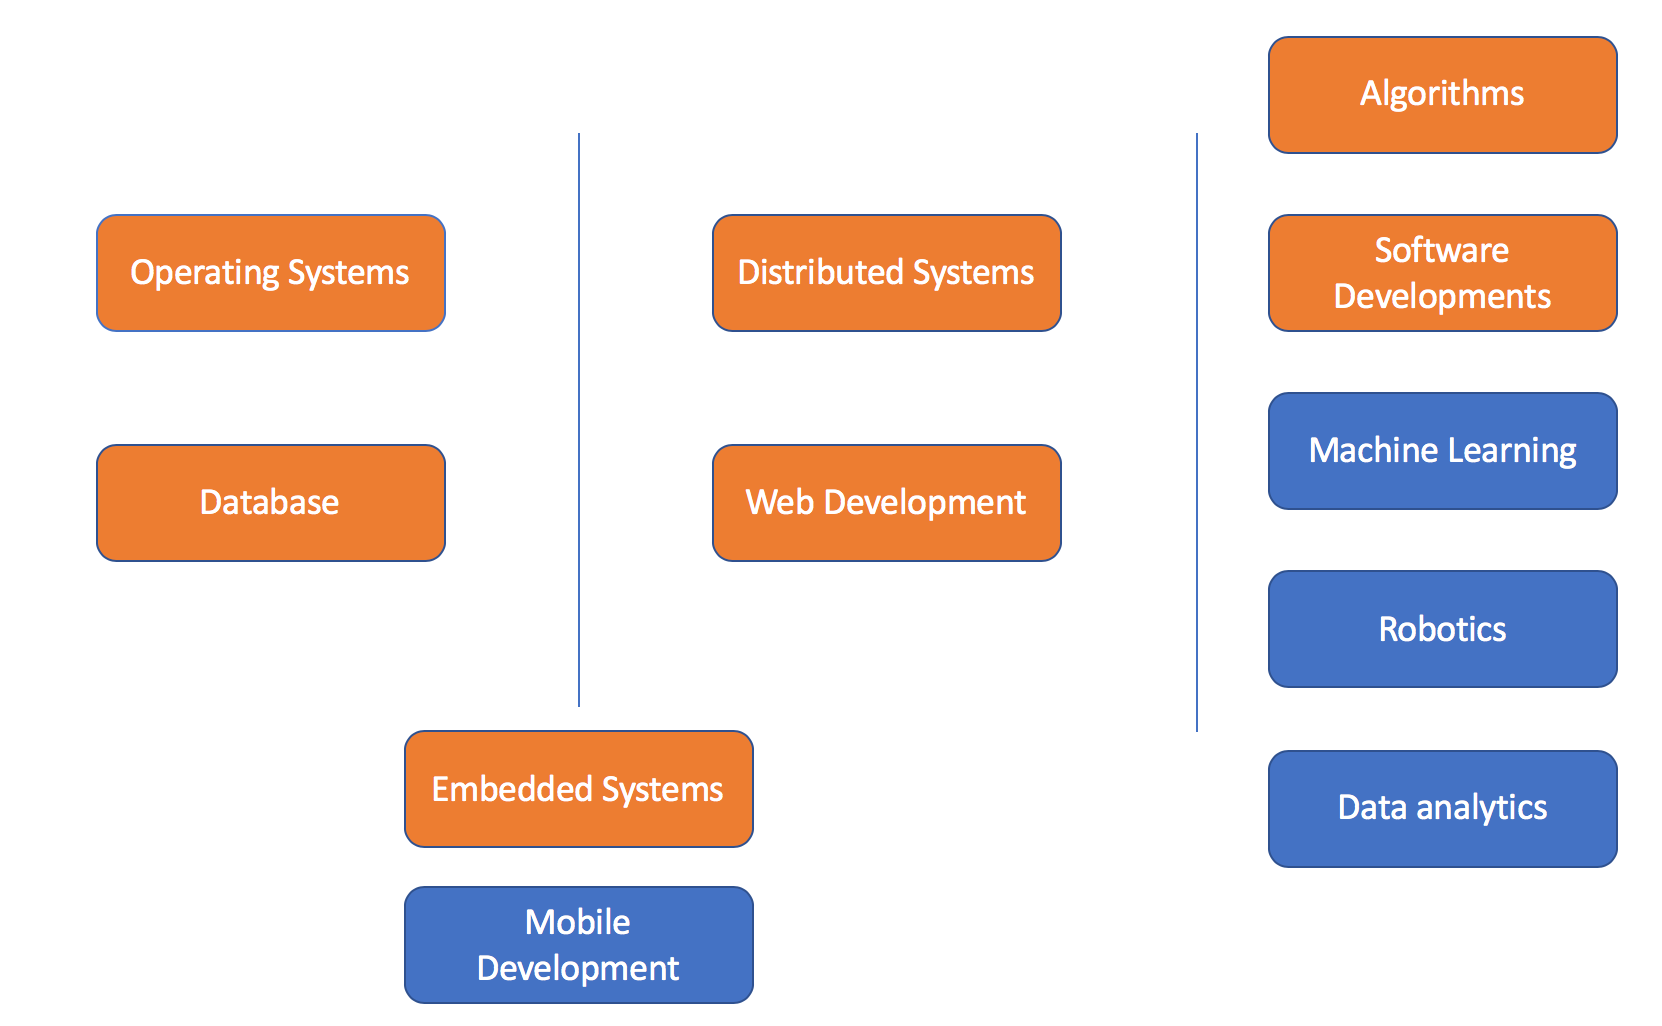 Operating Systems
Database
Distributed Systems
Web Development
Embedded Systems
Mobile
Development
Algorithms
Software
Developments
Machine Learning
Robotics
Data analytics